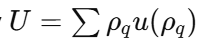 U = ∑ ρ_q u(ρ_q)